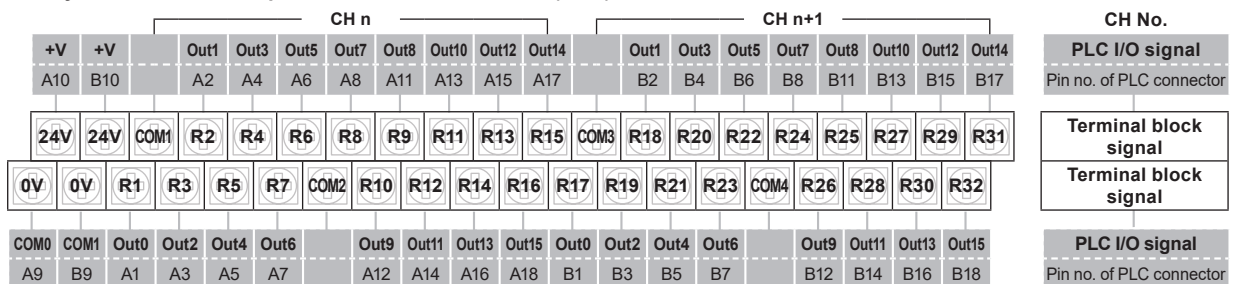 CH n CH n+1 CH No.
+V +V Out1 Out3 Out5 Out7 Out8 Out10 Out12 Out14 Out1 Out3 Out5 Out7 Out8 Out10 Out12 Out14 PLC I/O signal
A10 B10 A2 A4 A6 A8 A11 A13 A15 A17 B2 B4 B6 B8 B11 B13 B15 B17 Pin no. of PLC connector
24V 24V COM1 R2 R4 R6 R8 R9 R11 R13 R15 COM3 R18 R20 R22 R24 R25 R27 R29 R31 Terminal block
signal
0V 0V R1 R3 R5 R7 COM2 R10 R12 R14 R16 R17 R19 R21 R23 COM4 R26 R28 R30 R32 Terminal block
signal
COM0 COM1 Out0 Out2 Out4 Out6 Out9 Out11 Out13 Out15 Out0 Out2 Out4 Out6 Out9 Out11 Out13 Out15 PLC I/O signal
A9 B9 A1 A3 A5 A7 A12 A14 A16 A18 B1 B3 B5 B7 B12 B14 B16 B18 Pin no. of PLC connector